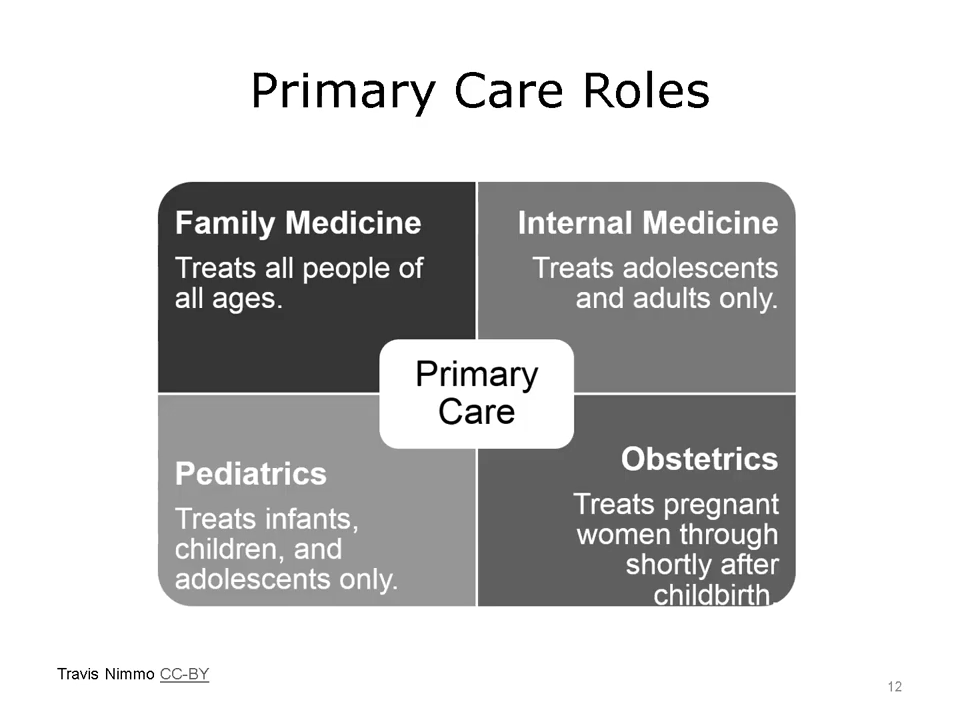 Primary Care Roles
Family Medicine
Treats all people of
all ages.
Internal Medicine
Treats adolescents
and adults only.
Primary
Care
Pediatrics
Treats infants,
children, and
adolescents only.
Obstetrics
Treats pregnant
women through
shortly after
childbirth.
Travis Nimmo CC-BY
12